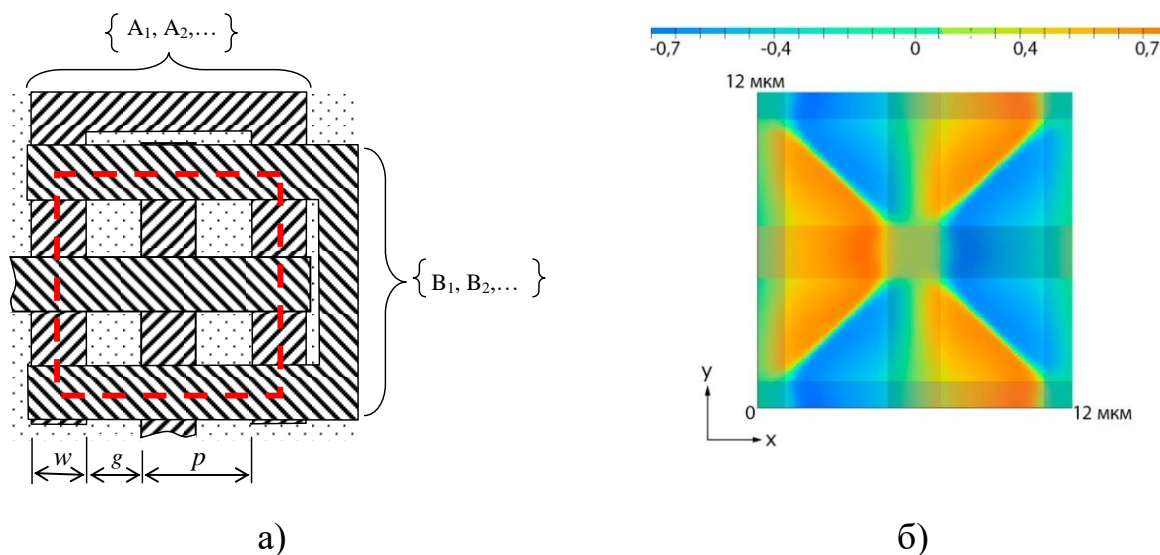 { A₁, A₂,… }
{ B₁, B₂,… }
w g p
а)
-0,7 -0,4 0 0,4 0,7
12 мкм
y
x
0
12 мкм
б)